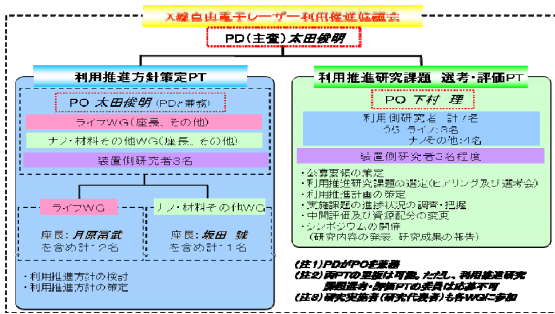 X線自由電子レーザー利用推進協議会
PD(主査)太田俊明
利用推進方針策定PT
PO 太田俊明(PDと兼務)
ライフWG(座長、その他)
ナノ・材料その他WG(座長、その他)
装置側研究者3名
ライフWG
座長:月原冨武
を含め計12名
ナノ・材料その他WG
座長:坂田 誠
を含め計11名
・利用推進方針の検討
・利用推進方針の策定
利用推進研究課題 選考・評価PT
PO 下村 理
利用側研究者 計7名
うち ライフ:3名
ナノその他:4名
装置側研究者3名程度
・公募要領の策定
・利用推進研究課題の選定(ヒアリング及び選考会)
・利用推進計画の策定
・実施課題の進捗状況の調査・把握
・中間評価及び資源配分の変更
・シンポジウムの開催
(研究内容の発表、研究成果の報告)
(注1)PDがPOを兼務
(注2)両PTの兼務は可能。ただし、利用推進研究
課題選考・評価PTの委員は応募不可
(注3)研究実施者(研究代表者)も各WGに参加